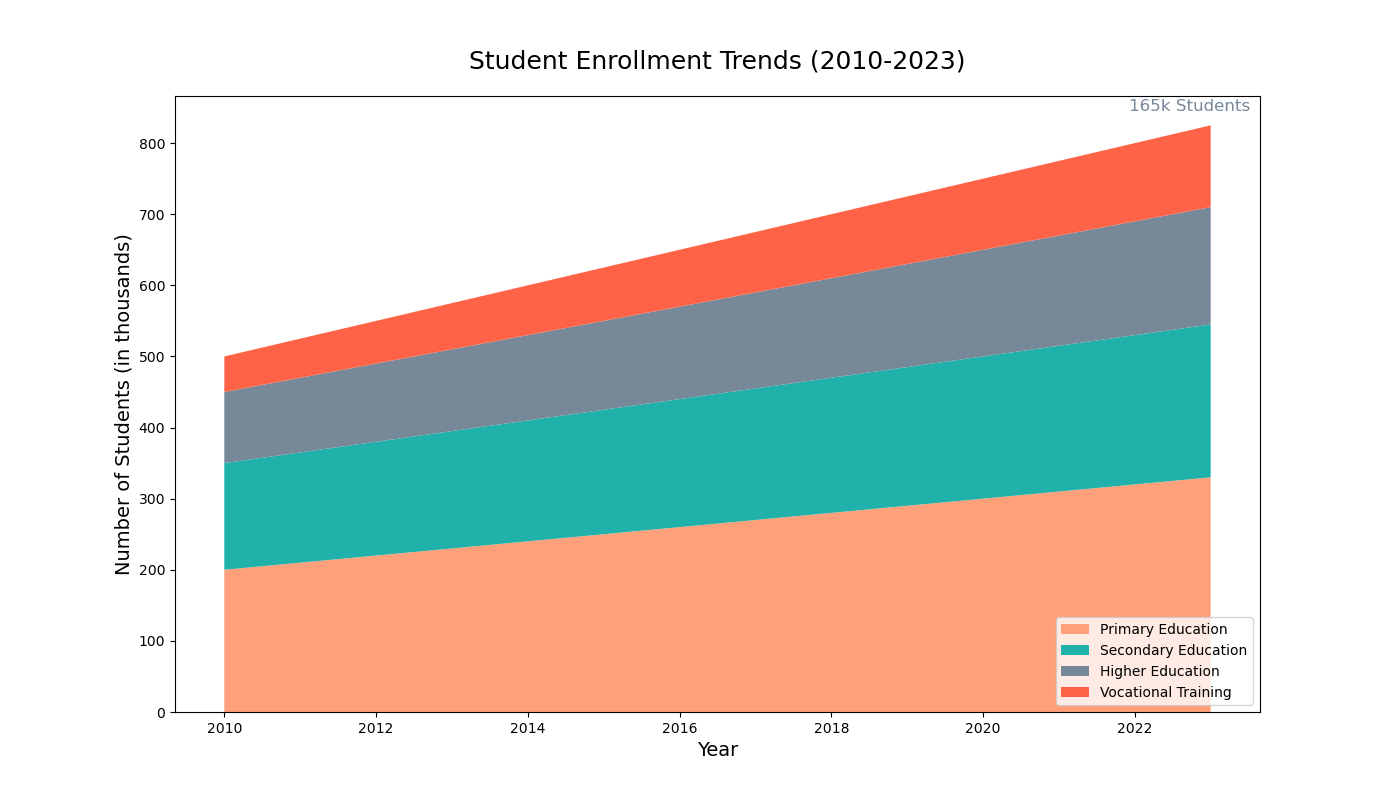 Student Enrollment Trends (2010-2023)
165k Students
Number of Students (in thousands)
800
700
600
500
400
300
200
100
0
Primary Education
Secondary Education
Higher Education
Vocational Training
2010 2012 2014 2016 2018 2020 2022
Year